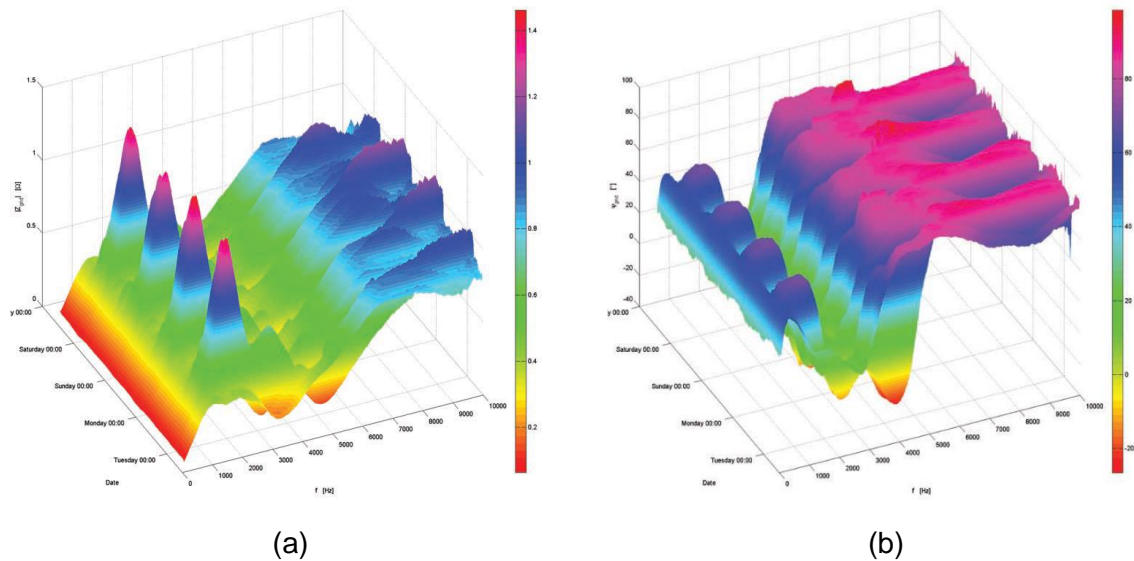 1.5
1
0.5
0
|Z_grid| [Ω]
y 00:00
Saturday 00:00
Sunday 00:00
Monday 00:00
Tuesday 00:00
Date
0
1000
2000
3000
4000
5000
6000
7000
8000
9000
10000
f [Hz]
1.4
1.2
1
0.8
0.6
0.4
0.2
(a)
100
80
60
40
20
0
-20
-40
Ψ_grid [°]
y 00:00
Saturday 00:00
Sunday 00:00
Monday 00:00
Tuesday 00:00
Date
0
1000
2000
3000
4000
5000
6000
7000
8000
9000
10000
f [Hz]
80
60
40
20
0
-20
(b)